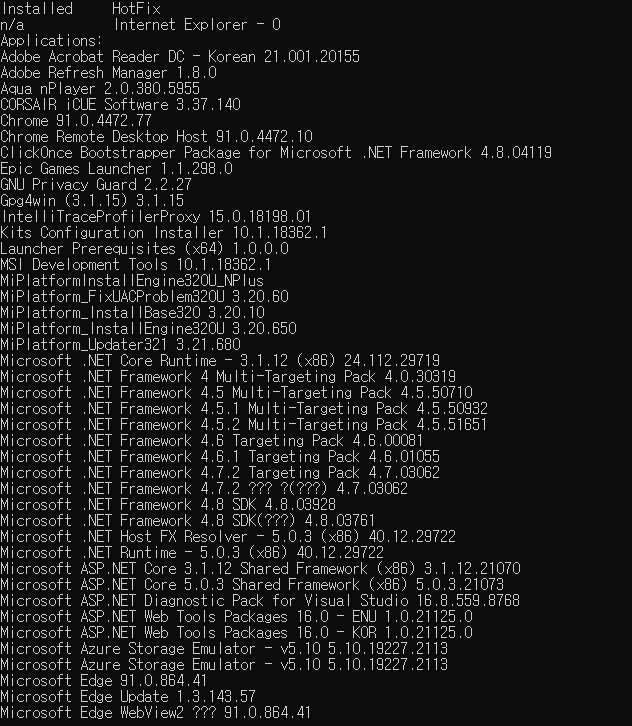 Installed     HotFix
n/a           Internet Explorer - 0
Applications:
Adobe Acrobat Reader DC - Korean 21.001.20155
Adobe Refresh Manager 1.8.0
Aqua nPlayer 2.0.380.5955
CORSAIR iCUE Software 3.37.140
Chrome 91.0.4472.77
Chrome Remote Desktop Host 91.0.4472.10
ClickOnce Bootstrapper Package for Microsoft .NET Framework 4.8.04119
Epic Games Launcher 1.1.298.0
GNU Privacy Guard 2.2.27
Gpg4win (3.1.15) 3.1.15
IntelliTraceProfilerProxy 15.0.18198.01
Kits Configuration Installer 10.1.18362.1
Launcher Prerequisites (x64) 1.0.0.0
MSI Development Tools 10.1.18362.1
MiPlatformInstallEngine320U_NPlus
MiPlatform_FixUACProblem320U 3.20.60
MiPlatform_InstallBase320 3.20.10
MiPlatform_InstallEngine320U 3.20.650
MiPlatform_Updater321 3.21.680
Microsoft .NET Core Runtime - 3.1.12 (x86) 24.112.29719
Microsoft .NET Framework 4 Multi-Targeting Pack 4.0.30319
Microsoft .NET Framework 4.5 Multi-Targeting Pack 4.5.50710
Microsoft .NET Framework 4.5.1 Multi-Targeting Pack 4.5.50932
Microsoft .NET Framework 4.5.2 Multi-Targeting Pack 4.5.51651
Microsoft .NET Framework 4.6 Targeting Pack 4.6.00081
Microsoft .NET Framework 4.6.1 Targeting Pack 4.6.01055
Microsoft .NET Framework 4.7.2 Targeting Pack 4.7.03062
Microsoft .NET Framework 4.7.2 ??? ?(???) 4.7.03062
Microsoft .NET Framework 4.8 SDK 4.8.03928
Microsoft .NET Framework 4.8 SDK(???) 4.8.03761
Microsoft .NET Host FX Resolver - 5.0.3 (x86) 40.12.29722
Microsoft .NET Runtime - 5.0.3 (x86) 40.12.29722
Microsoft ASP.NET Core 3.1.12 Shared Framework (x86) 3.1.12.21070
Microsoft ASP.NET Core 5.0.3 Shared Framework (x86) 5.0.3.21073
Microsoft ASP.NET Diagnostic Pack for Visual Studio 16.8.559.8768
Microsoft ASP.NET Web Tools Packages 16.0 - ENU 1.0.21125.0
Microsoft ASP.NET Web Tools Packages 16.0 - KOR 1.0.21125.0
Microsoft Azure Storage Emulator - v5.10 5.10.19227.2113
Microsoft Azure Storage Emulator - v5.10 5.10.19227.2113
Microsoft Edge 91.0.864.41
Microsoft Edge Update 1.3.143.57
Microsoft Edge WebView2 ??? 91.0.864.41